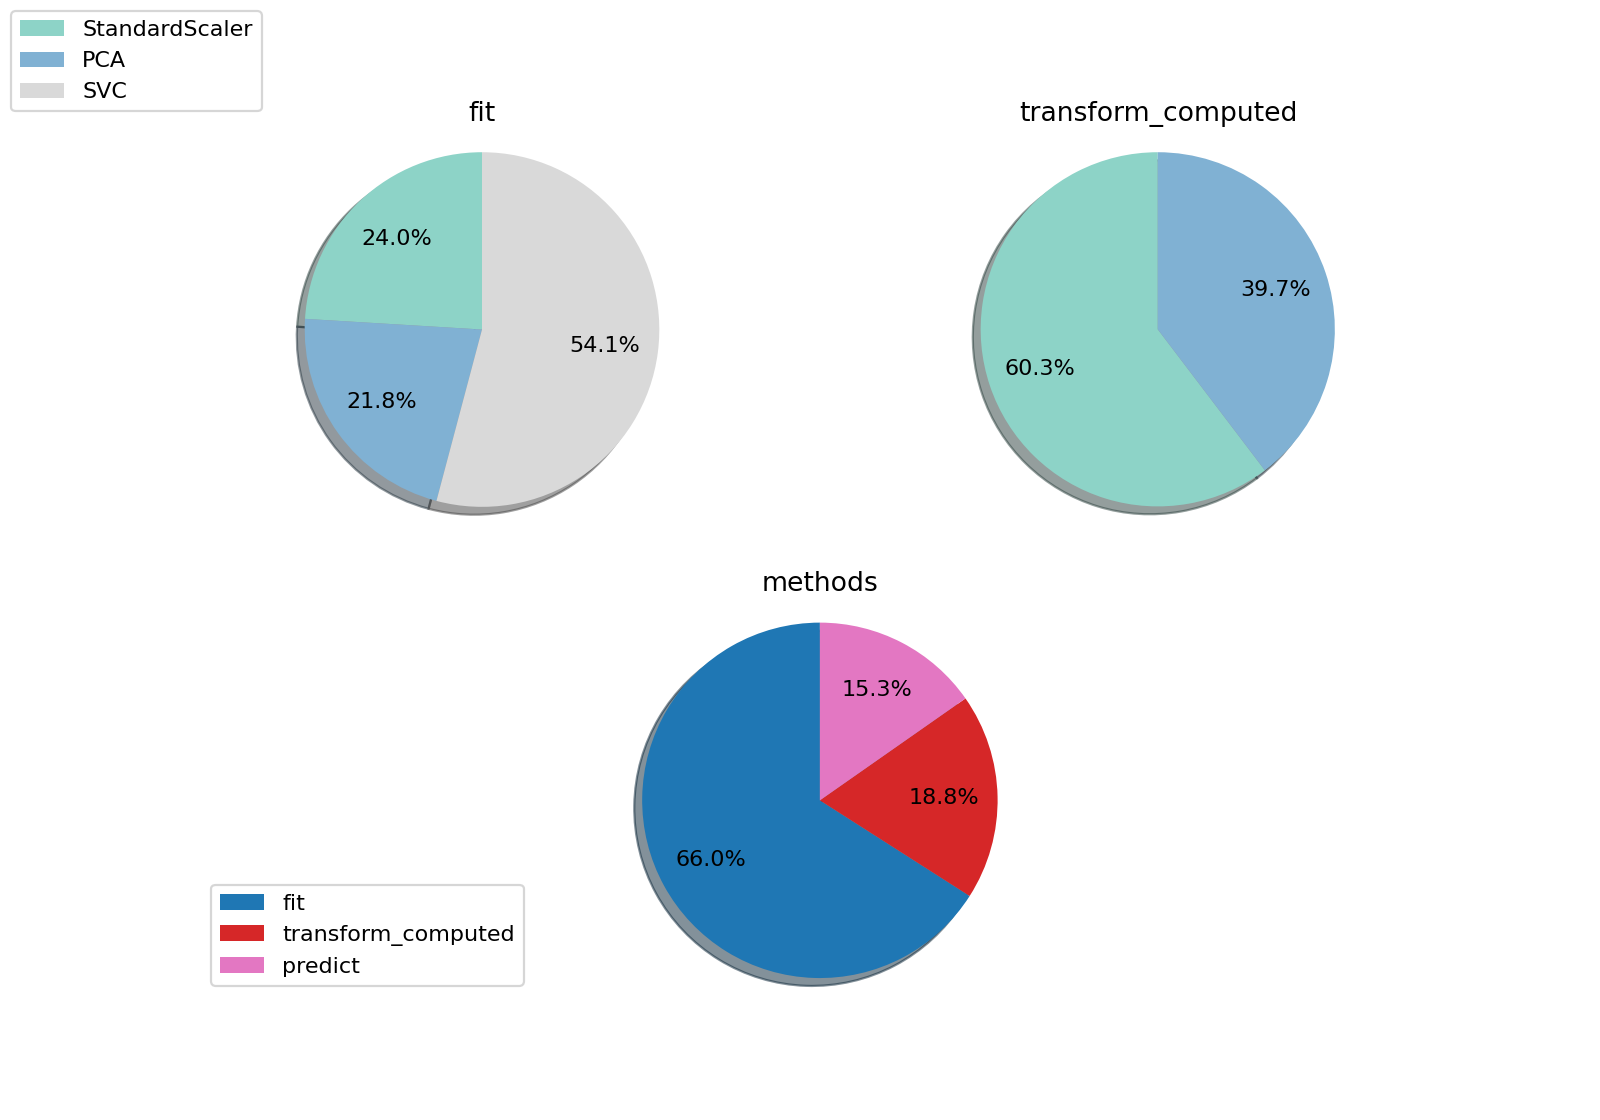 StandardScaler
PCA
SVC
fit
24.0%
21.8%
54.1%
transform_computed
39.7%
60.3%
methods
15.3%
18.8%
66.0%
fit
transform_computed
predict